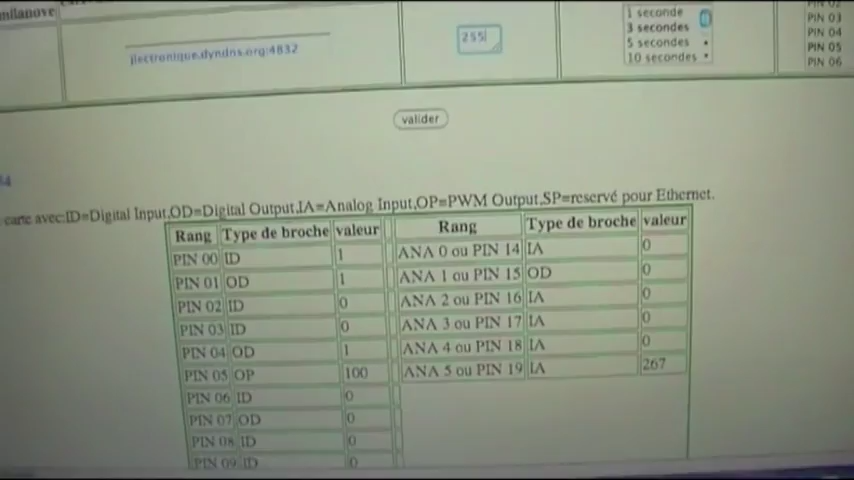 milanove
lectronique.dyndns.org:4832
255
1 seconde
3 secondes
5 secondes
10 secondes
PIN 02
PIN 03
PIN 04
PIN 05
PIN 06
valider
carte avec:ID=Digital Input,OD=Digital Output,IA=Analog Input,OP=PWM Output,SP=reservé pour Ethernet.
Rang Type de broche valeur Rang Type de broche valeur
PIN 00 ID 1 ANA 0 ou PIN 14 IA 0
PIN 01 OD 1 ANA 1 ou PIN 15 OD 0
PIN 02 ID 0 ANA 2 ou PIN 16 IA 0
PIN 03 ID 0 ANA 3 ou PIN 17 IA 0
PIN 04 OD 1 ANA 4 ou PIN 18 IA 0
PIN 05 OP 100 ANA 5 ou PIN 19 IA 267
PIN 06 ID 0
PIN 07 OD 0
PIN 08 ID 0
PIN 09 ID 0